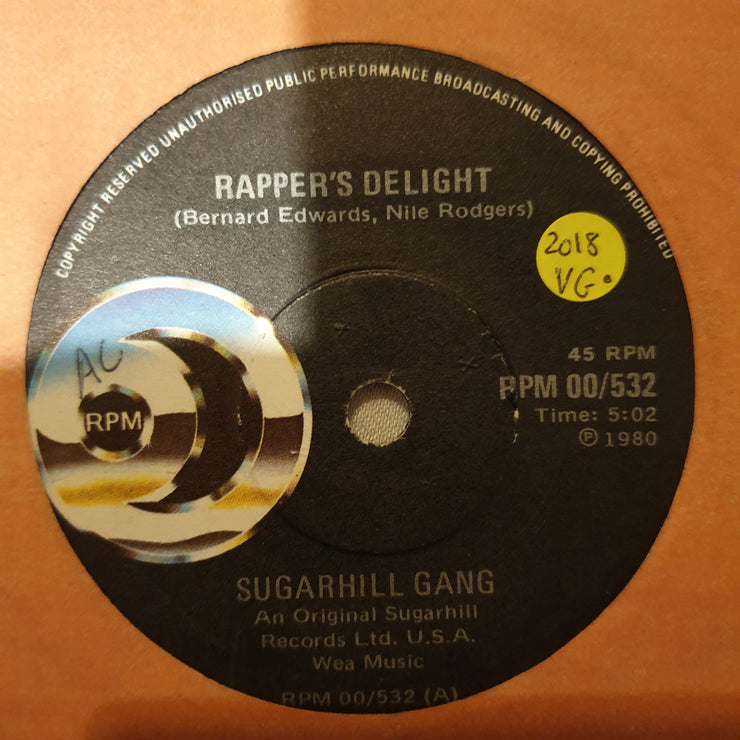 COPYRIGHT RESERVED UNAUTHORISED PUBLIC PERFORMANCE BROADCASTING AND COPYING PROHIBITED
RAPPER'S DELIGHT
(Bernard Edwards, Nile Rodgers)
2018
VG.
45 RPM
RPM 00/532
Time: 5:02
Ⓟ 1980
AC
RPM
SUGARHILL GANG
An Original Sugarhill
Records Ltd. U.S.A.
Wea Music
RPM 00/532 (A)